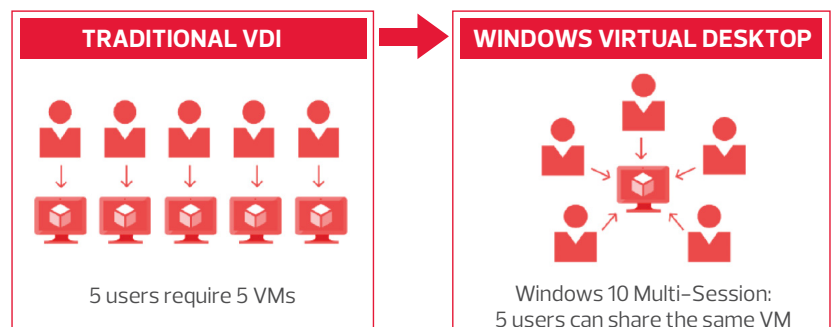 TRADITIONAL VDI
5 users require 5 VMs
WINDOWS VIRTUAL DESKTOP
Windows 10 Multi-Session:
5 users can share the same VM